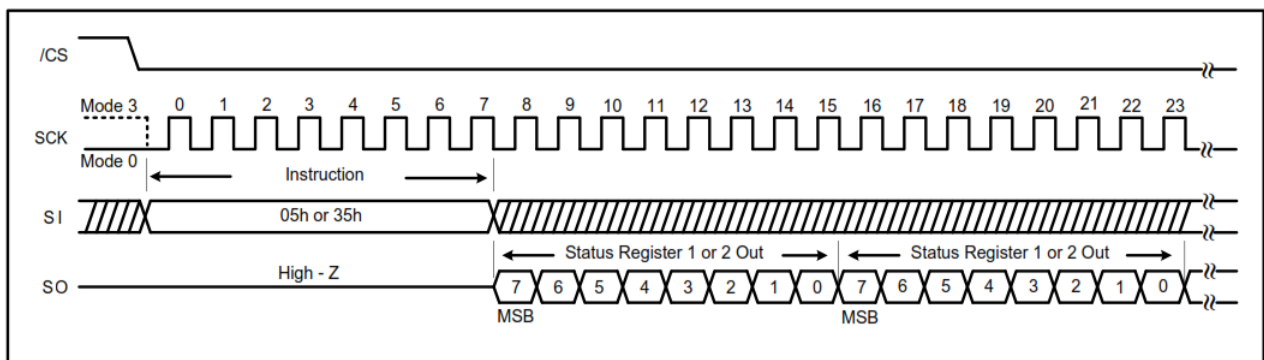 /CS
Mode 3 0 1 2 3 4 5 6 7 8 9 10 11 12 13 14 15 16 17 18 19 20 21 22 23
SCK
Mode 0
Instruction
SI 05h or 35h
Status Register 1 or 2 Out Status Register 1 or 2 Out
High - Z
SO 7 6 5 4 3 2 1 0 7 6 5 4 3 2 1 0
MSB MSB